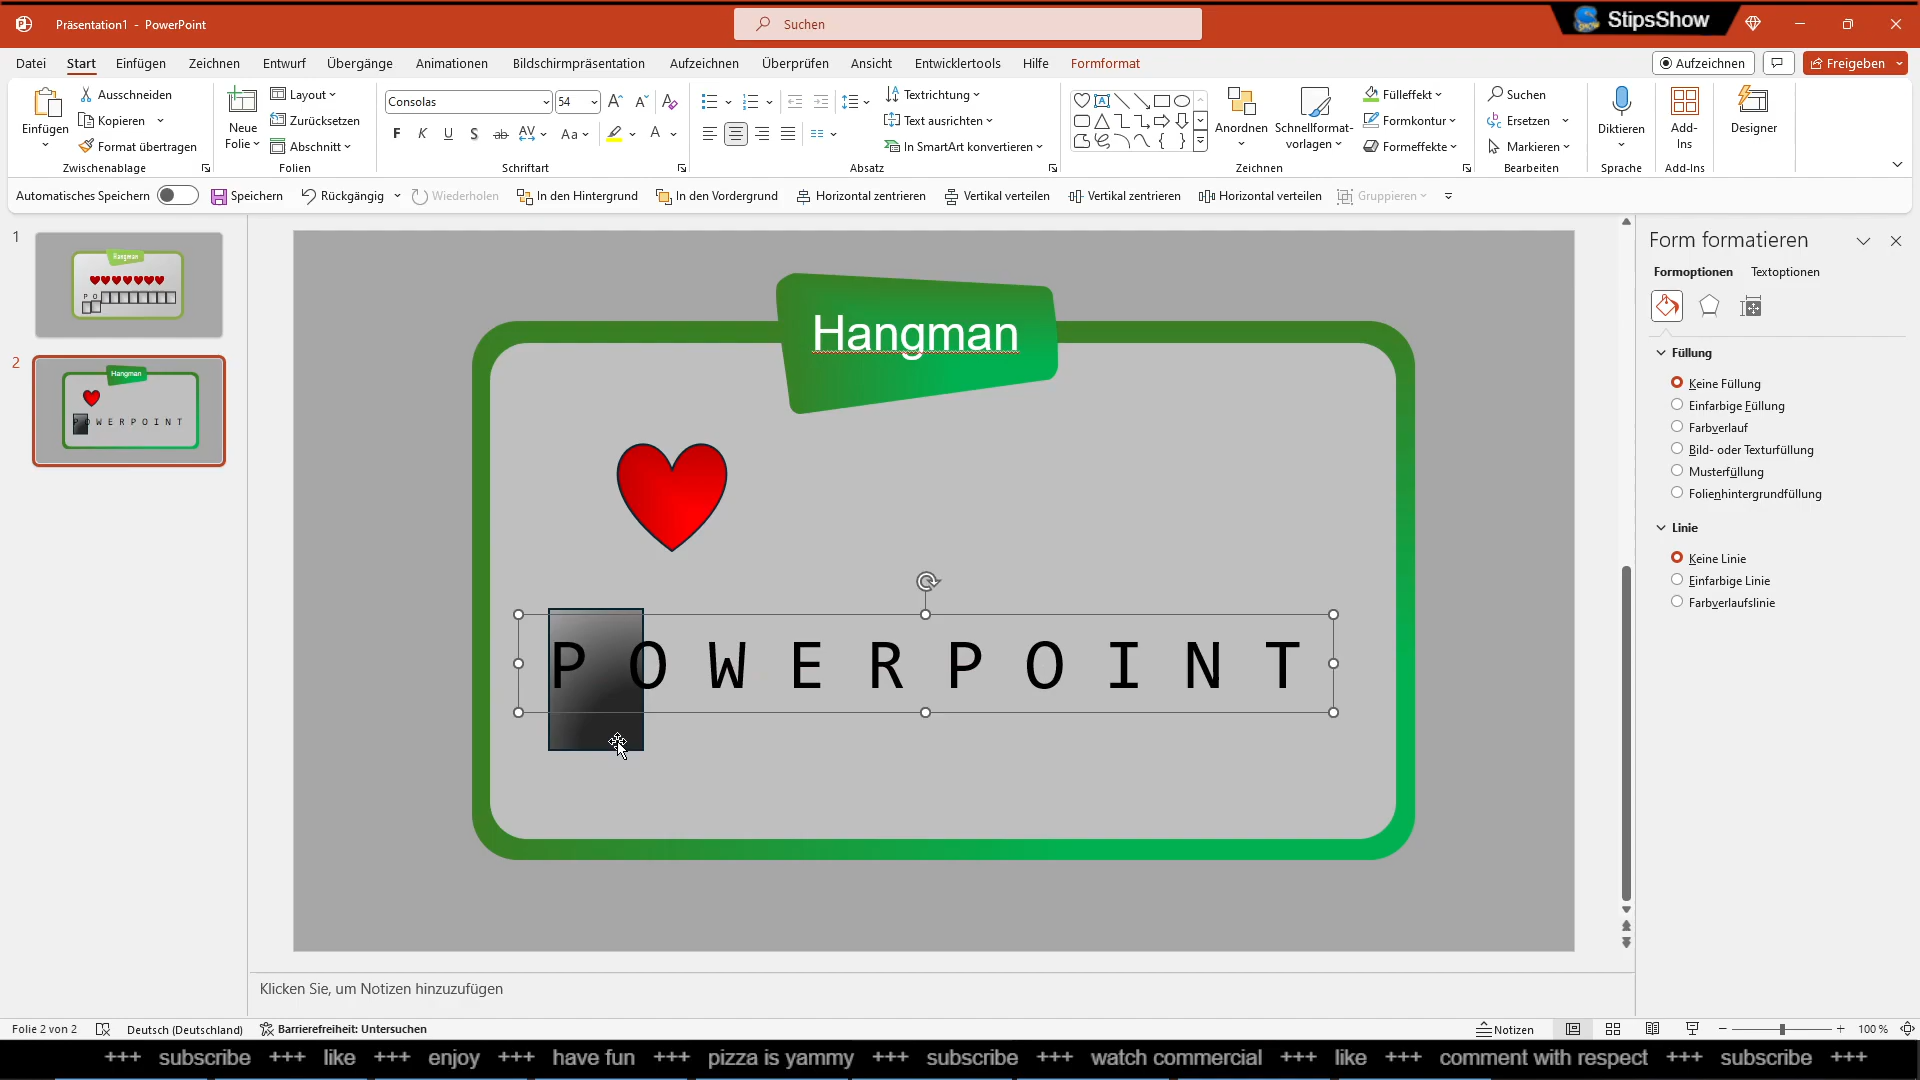 Präsentation1 - PowerPoint
Suchen
StipsShow
Datei Start Einfügen Zeichnen Entwurf Übergänge Animationen Bildschirmpräsentation Aufzeichnen Überprüfen Ansicht Entwicklertools Hilfe Formformat
Aufzeichnen Freigeben
Einfügen
Ausschneiden
Kopieren
Format übertragen
Zwischenablage
Neue Folie
Layout
Zurücksetzen
Abschnitt
Folien
Consolas 54
F K U S ab AV Aa A
Schriftart
Textrichtung
Text ausrichten
In SmartArt konvertieren
Absatz
Anordnen
Schnellformat-
vorlagen
Fülleffekt
Formkontur
Formeffekte
Zeichnen
Suchen
Ersetzen
Markieren
Bearbeiten
Diktieren
Sprache
Add-
Ins
Add-Ins
Designer
Automatisches Speichern Speichern Rückgängig Wiederholen In den Hintergrund In den Vordergrund Horizontal zentrieren Vertikal verteilen Vertikal zentrieren Horizontal verteilen Gruppieren
1
Hangman
P O
2
Hangman
P O W E R P O I N T
Hangman
P O W E R P O I N T
Form formatieren
Formoptionen Textoptionen
Füllung
Keine Füllung
Einfarbige Füllung
Farbverlauf
Bild- oder Texturfüllung
Musterfüllung
Folienhintergrundfüllung
Linie
Keine Linie
Einfarbige Linie
Farbverlaufslinie
Klicken Sie, um Notizen hinzuzufügen
Folie 2 von 2 Deutsch (Deutschland) Barrierefreiheit: Untersuchen Notizen 100 %
+++ subscribe +++ like +++ enjoy +++ have fun +++ pizza is yammy +++ subscribe +++ watch commercial +++ like +++ comment with respect +++ subscribe +++